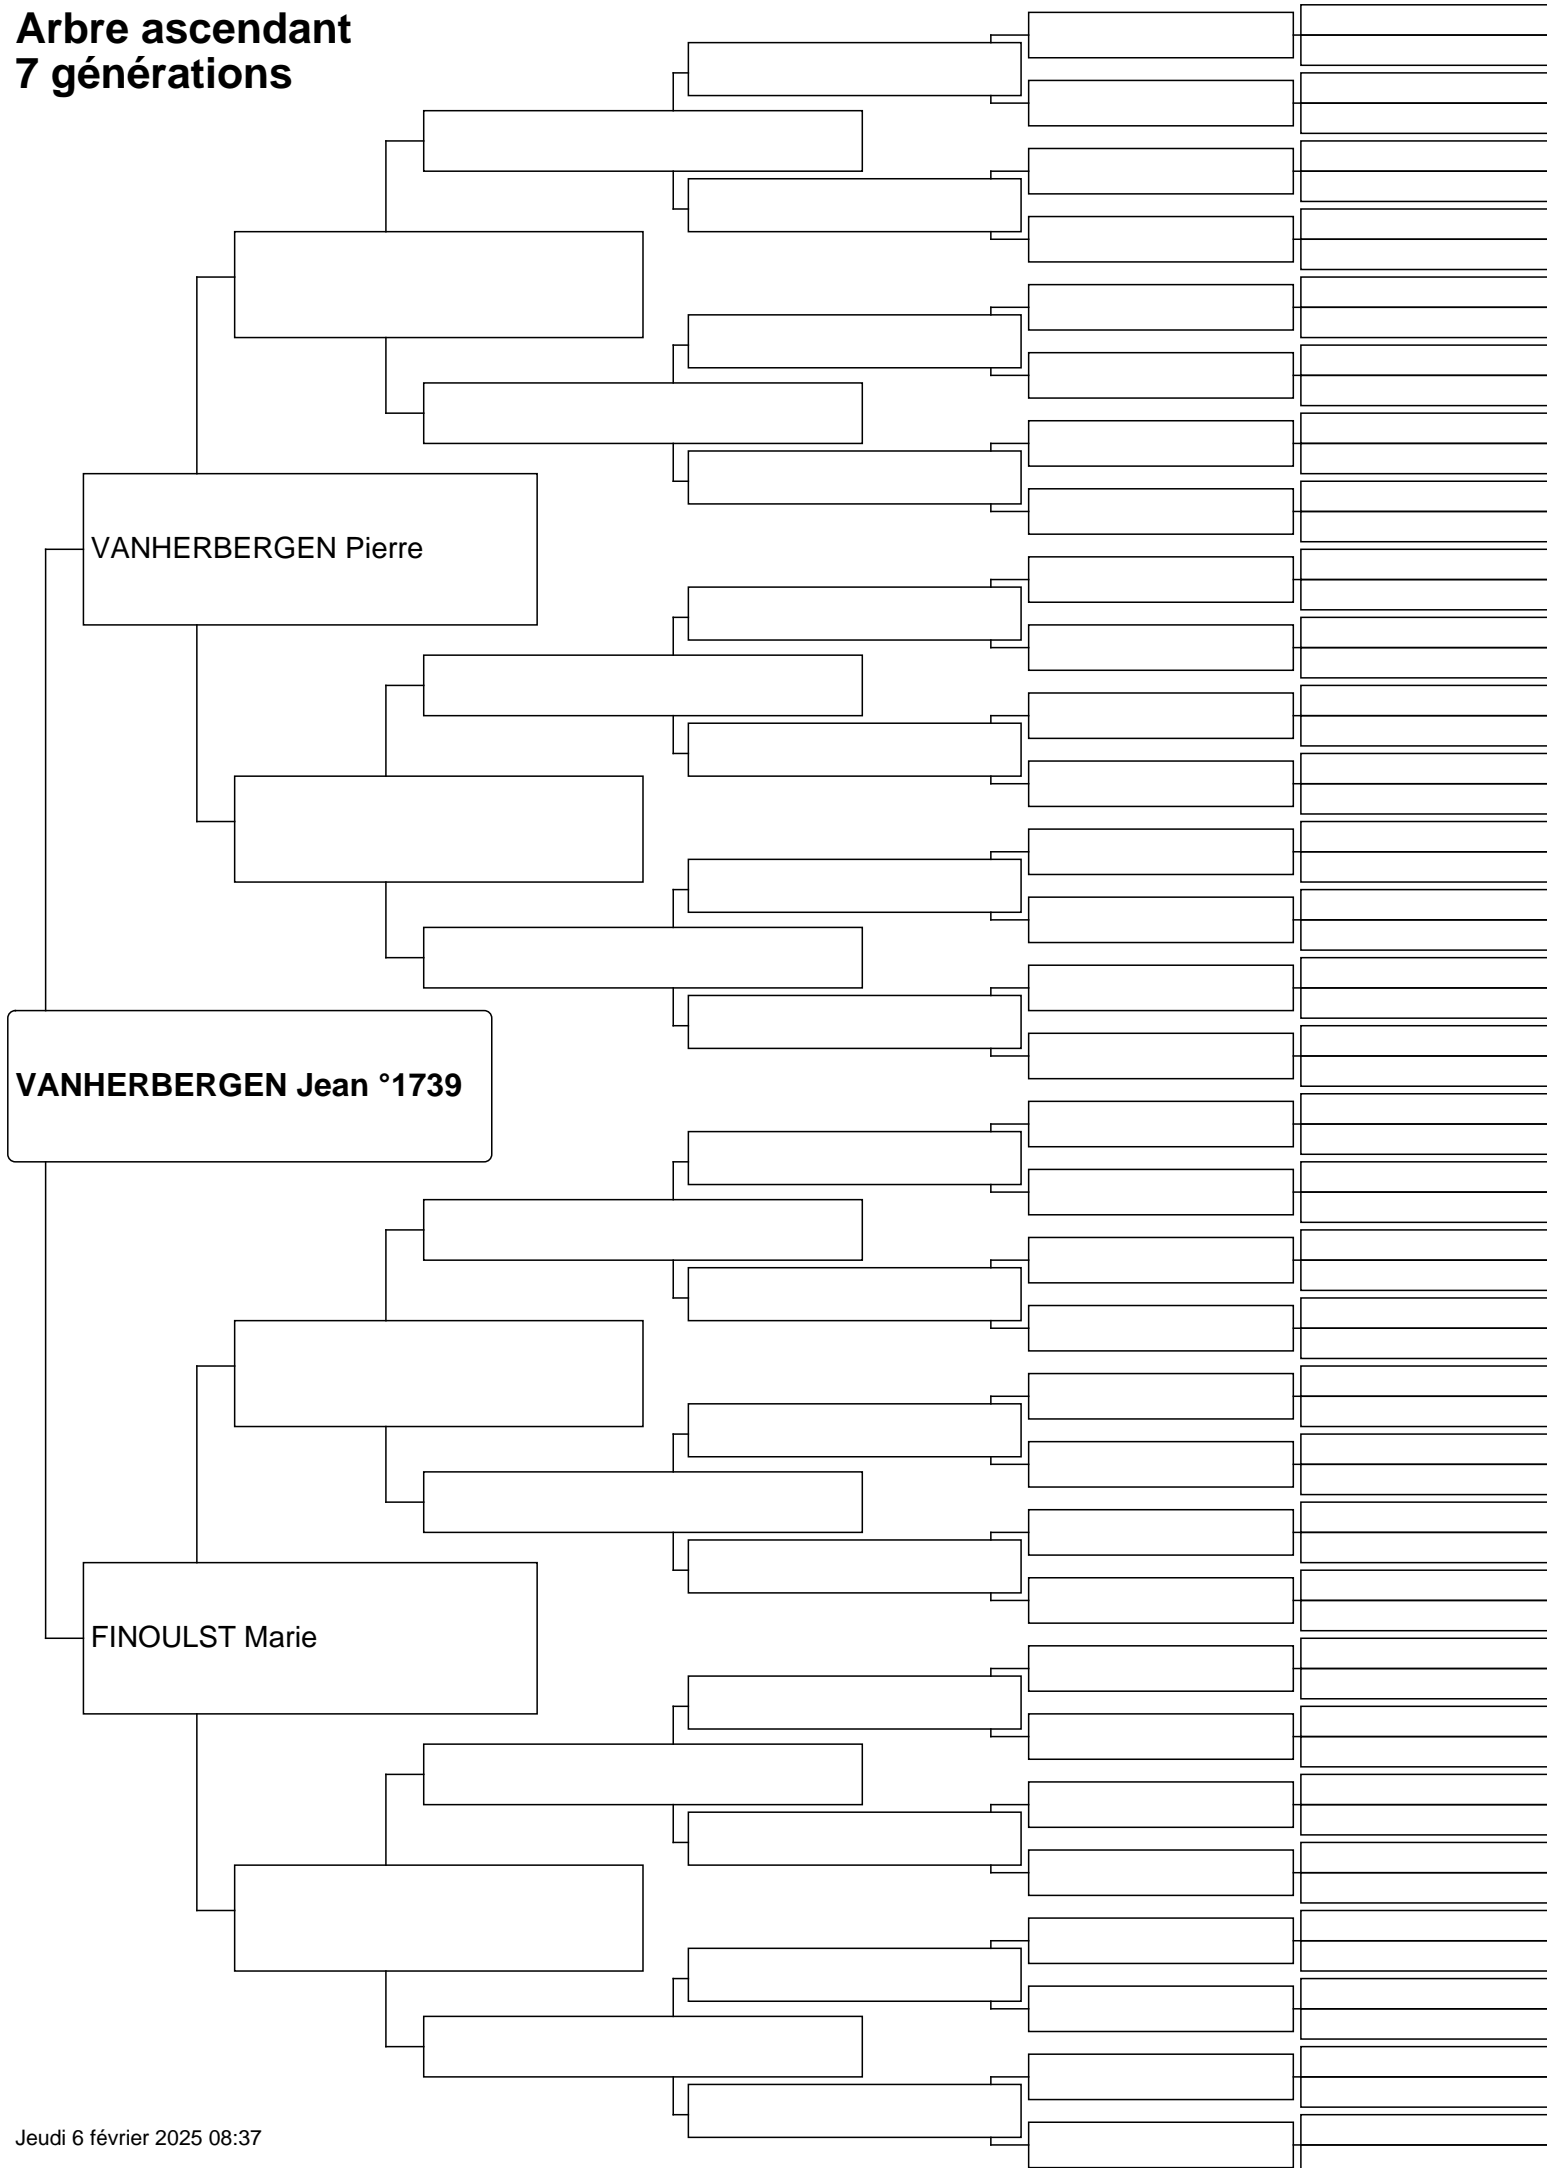 Arbre ascendant
7 générations
VANHERBERGEN Pierre
VANHERBERGEN Jean °1739
FINOULST Marie
Jeudi 6 février 2025 08:37